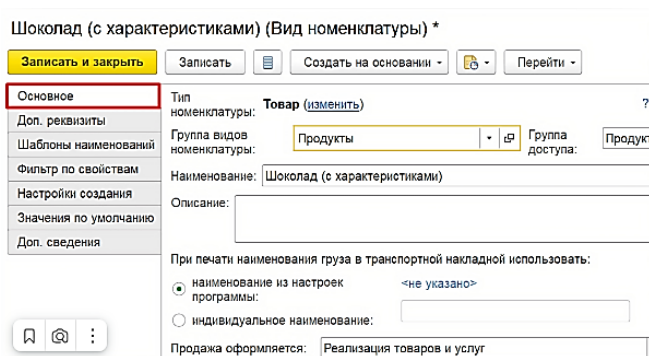 Шоколад (с характеристиками) (Вид номенклатуры) *
Записать и закрыть Записать Создать на основании Перейти
Основное
Доп. реквизиты
Шаблоны наименований
Фильтр по свойствам
Настройки создания
Значения по умолчанию
Доп. сведения
Тип номенклатуры: Товар (изменить) ?
Группа видов номенклатуры: Продукты Группа доступа: Продукт
Наименование: Шоколад (с характеристиками)
Описание:
При печати наименования груза в транспортной накладной использовать:
наименование из настроек программы: <не указано>
индивидуальное наименование:
Продажа оформляется: Реализация товаров и услуг